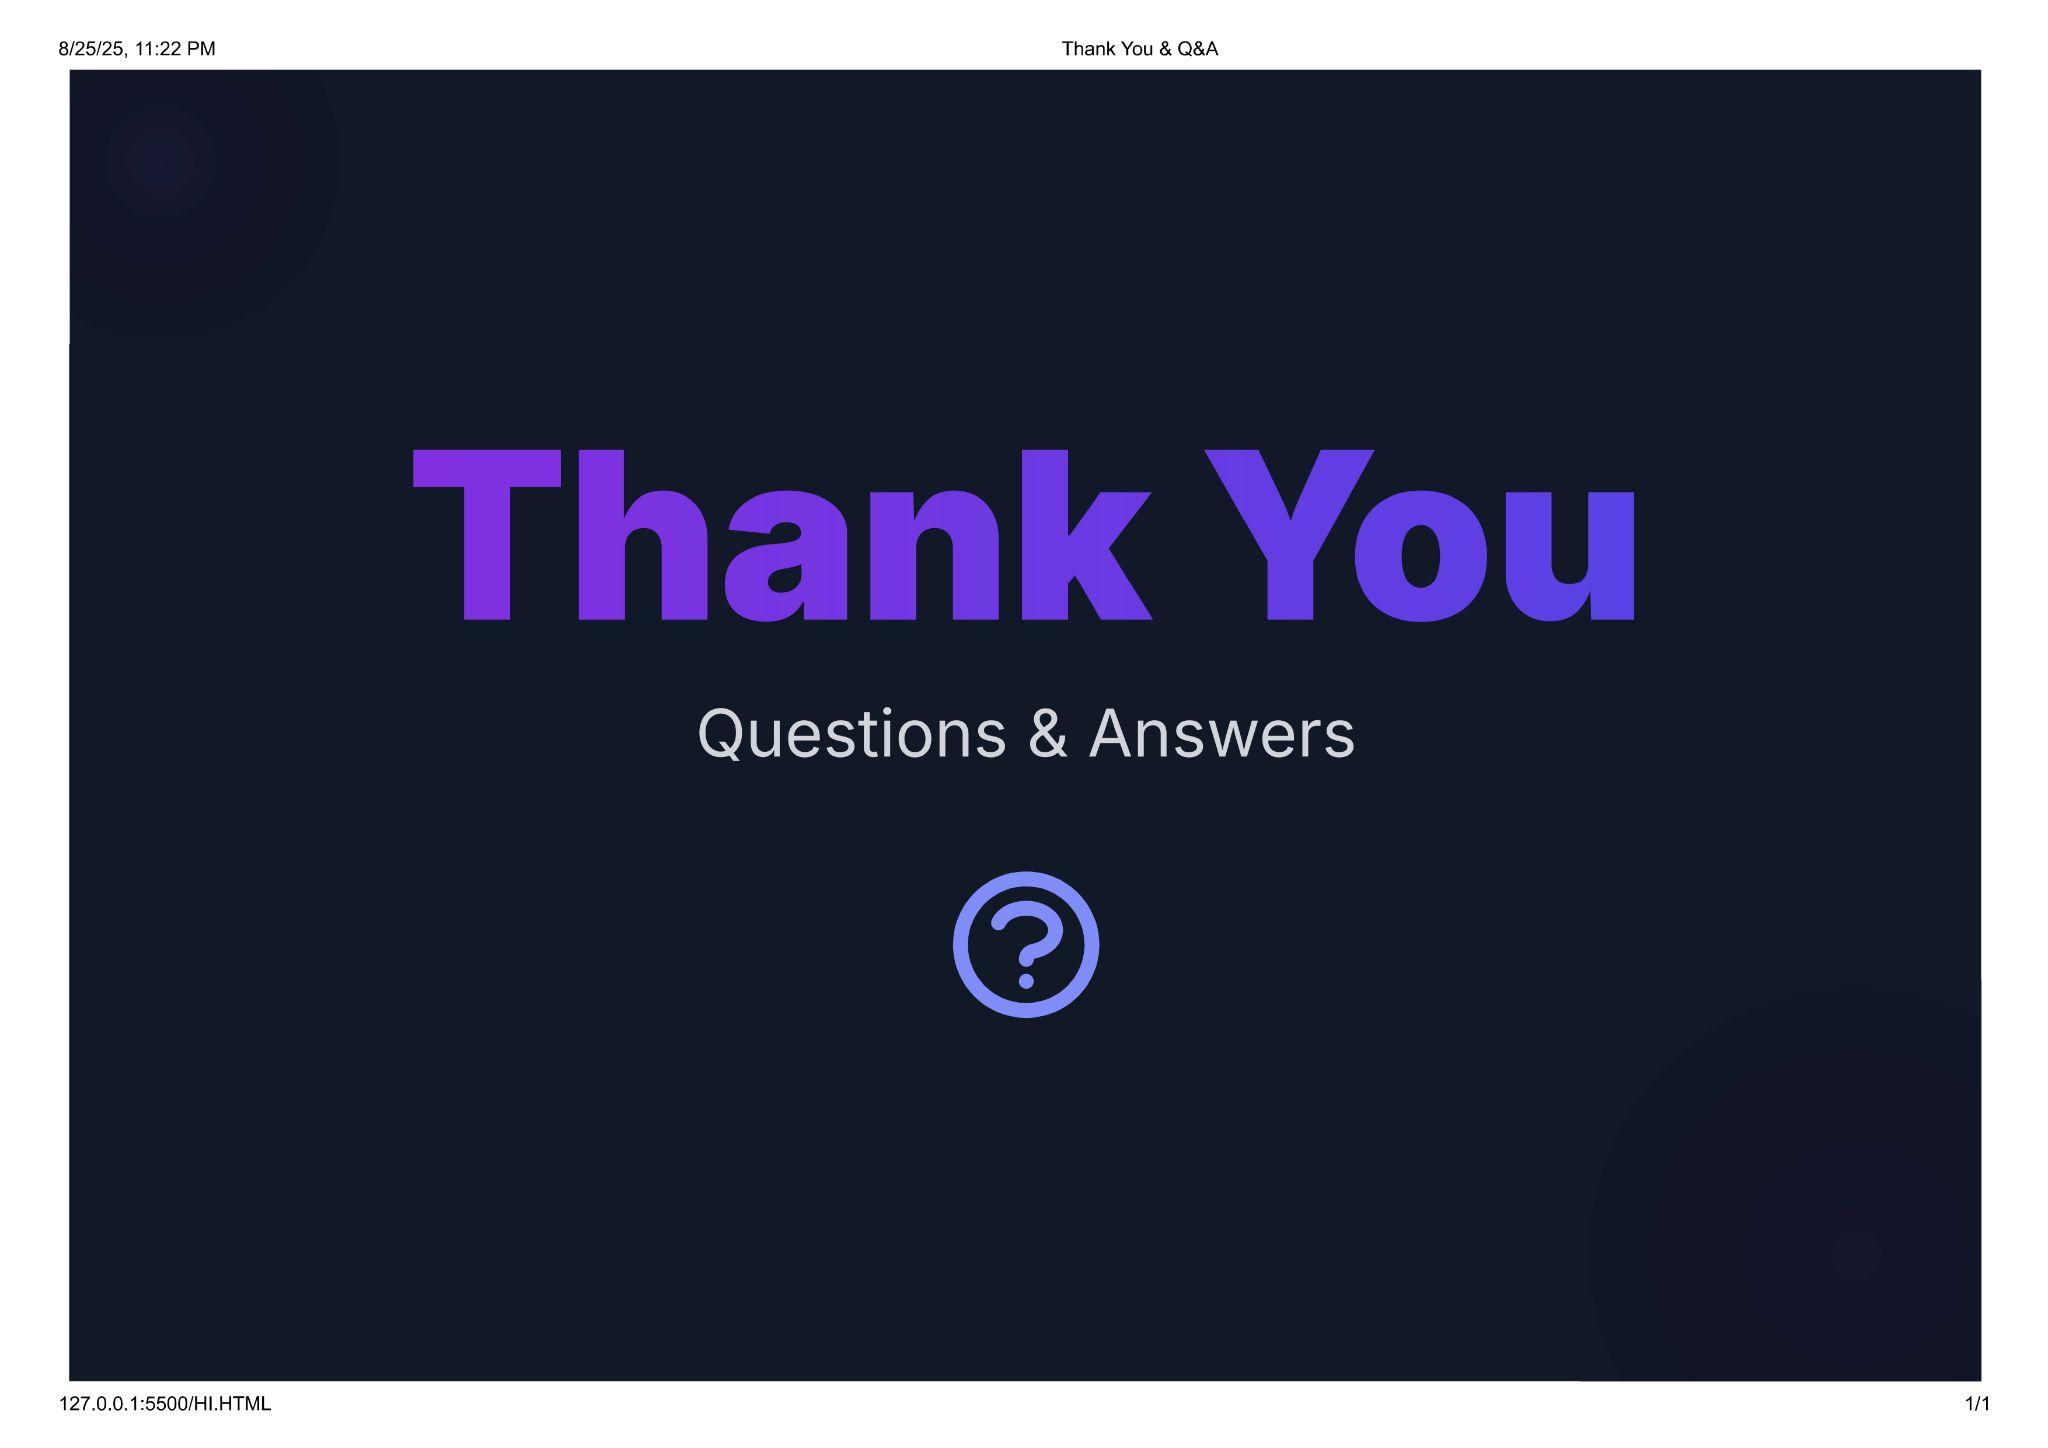 8/25/25, 11:22 PM
Thank You & Q&A
Thank You
Questions & Answers
?
127.0.0.1:5500/HI.HTML
1/1